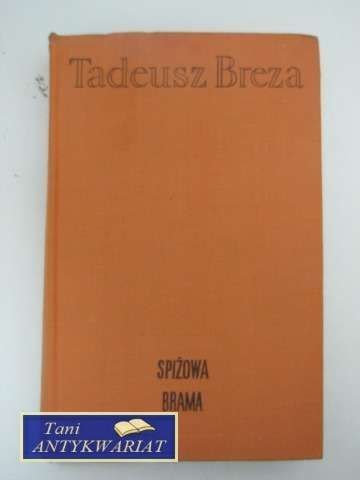 Tadeusz Breza
SPIŻOWA
BRAMA
Tani
ANTYKWARIAT